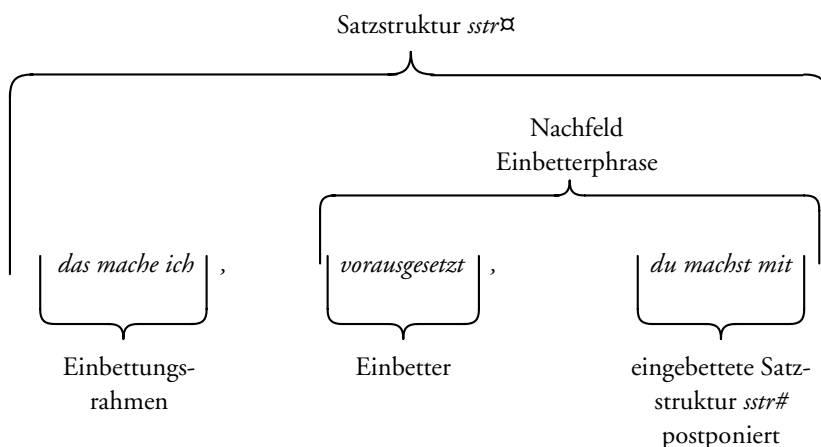 Satzstruktur sstr¤
Nachfeld
Einbetterphrase
das mache ich , vorausgesetzt , du machst mit
Einbettungs-
rahmen
Einbetter
eingebettete Satz-
struktur sstr#
postponiert